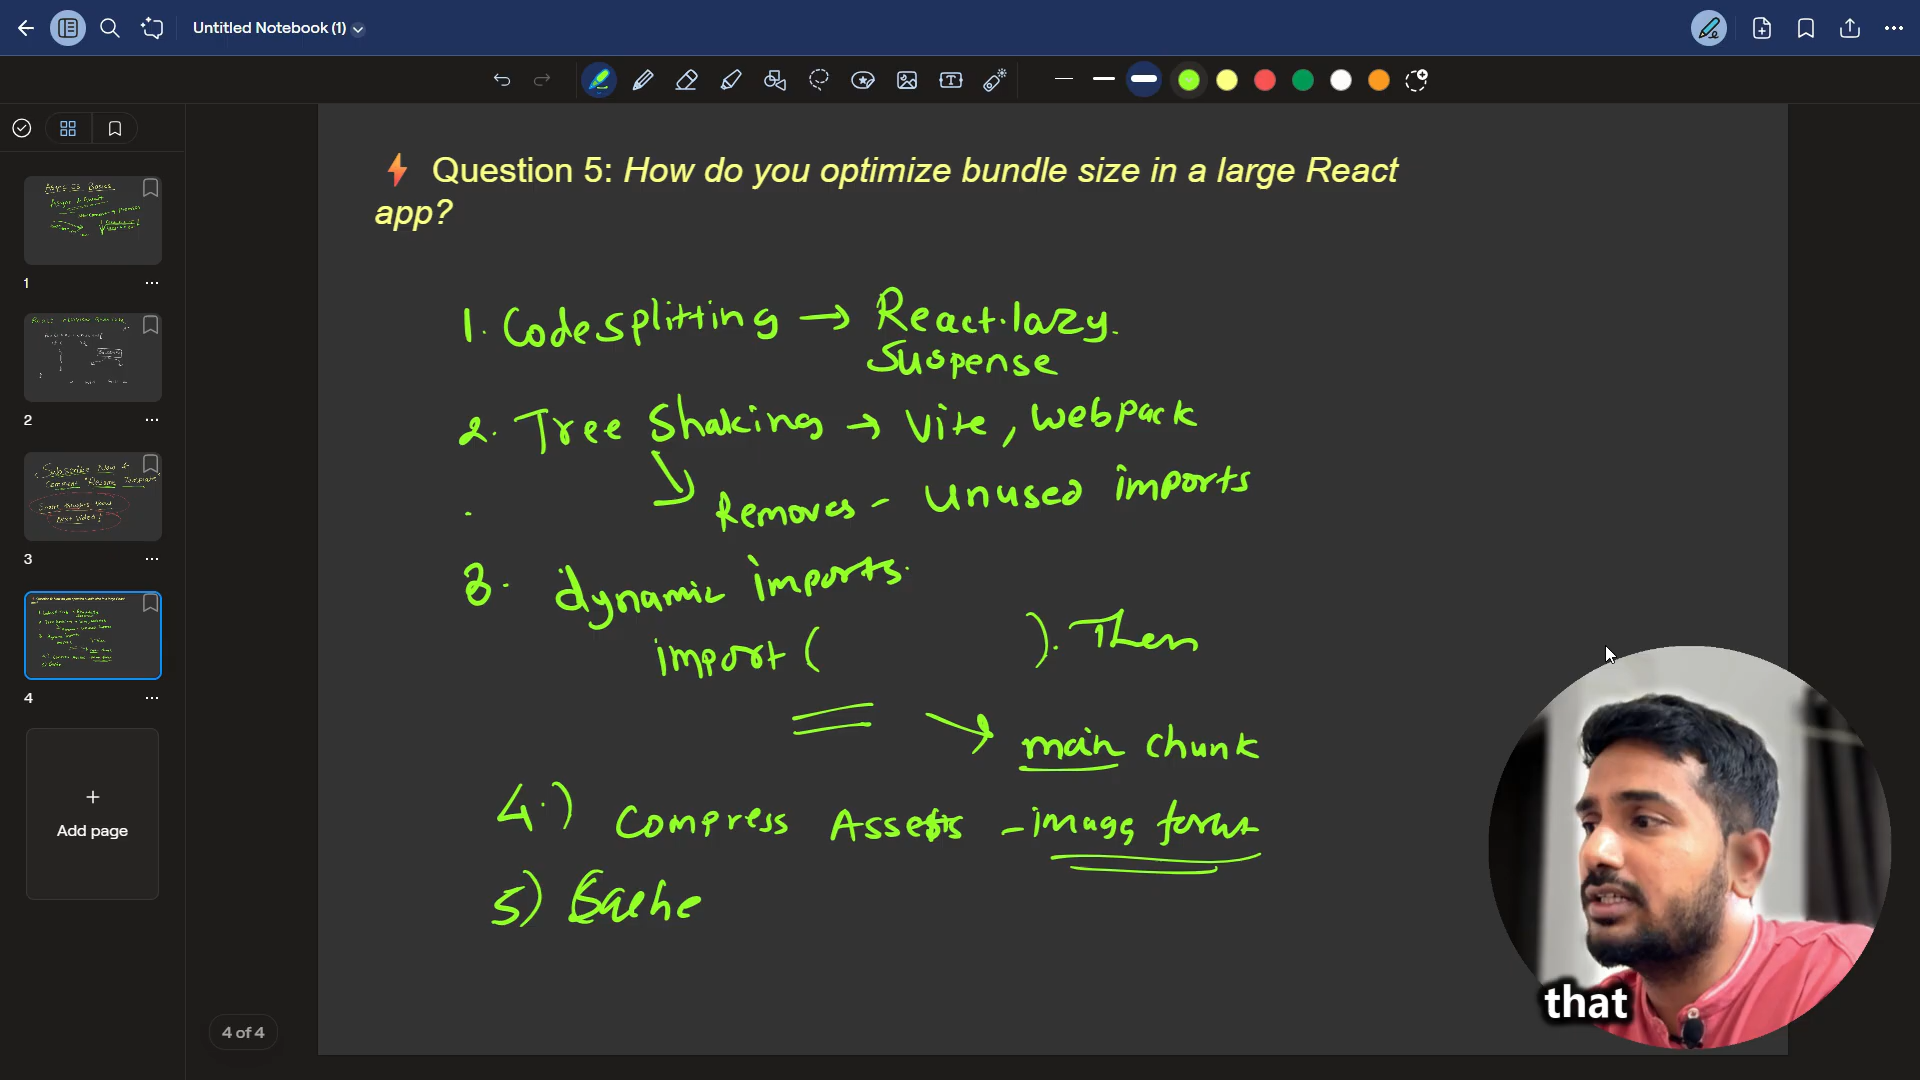 Untitled Notebook (1)
Question 5: How do you optimize bundle size in a large React
app?
1. Code splitting → React.lazy.
Suspense
2. Tree Shaking → Vite, webpack
Removes - unused imports
3. dynamic imports.
import ( ). Then
main chunk
4.) Compress Assets - image
5) Cache
1
2
3
4
Add page
4 of 4
that